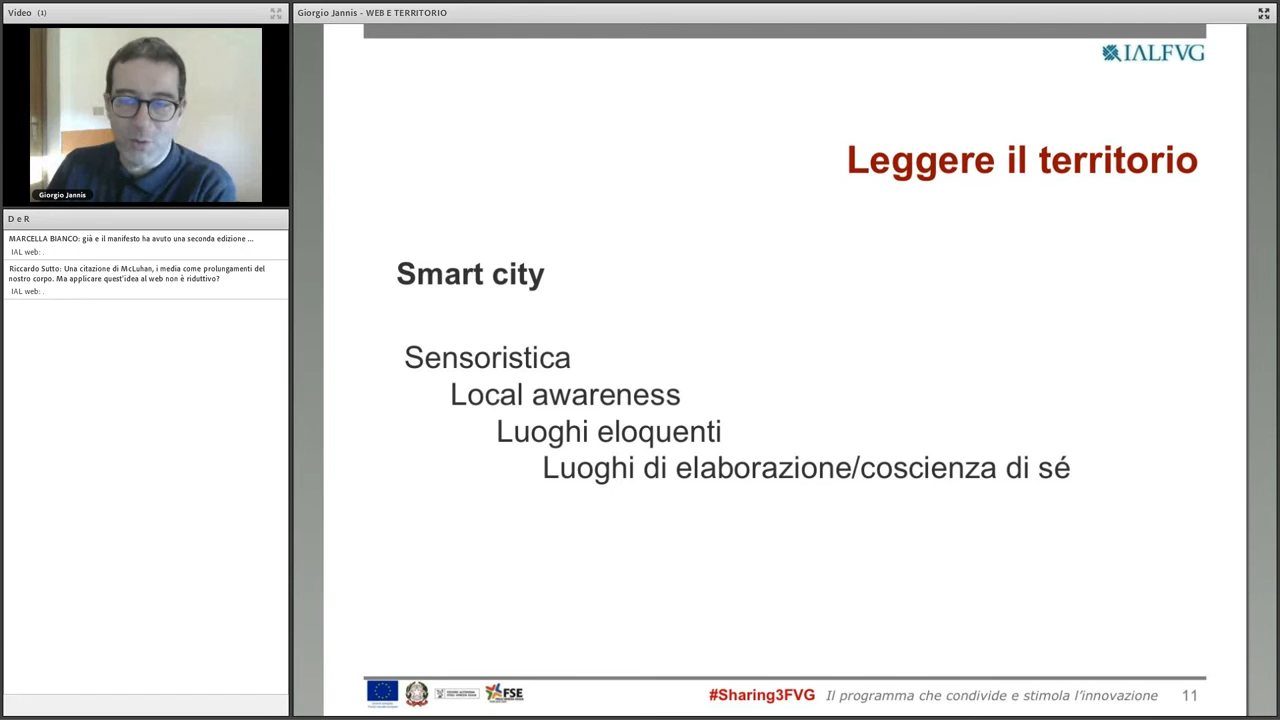 Video (1)
Giorgio Jannis - WEB E TERRITORIO
Giorgio Jannis
D e R
MARCELLA BIANCO: già e il manifesto ha avuto una seconda edizione ...
IAL web: .
Riccardo Sutto: Una citazione di McLuhan, i media come prolungamenti del
nostro corpo. Ma applicare quest'idea al web non è riduttivo?
IAL web: .
IALFVG
Leggere il territorio
Smart city
Sensoristica
Local awareness
Luoghi eloquenti
Luoghi di elaborazione/coscienza di sé
FSE
#Sharing3FVG Il programma che condivide e stimola l'innovazione 11